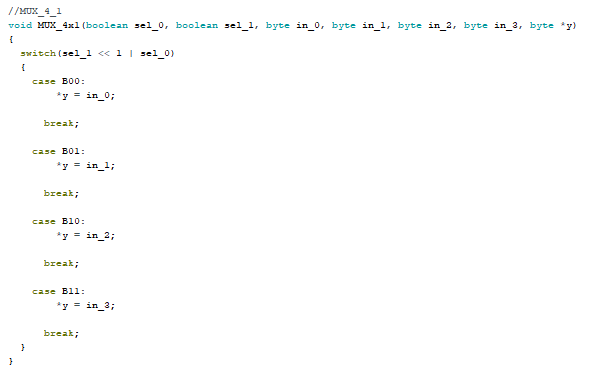 //MUX_4_1
void MUX_4x1(boolean sel_0, boolean sel_1, byte in_0, byte in_1, byte in_2, byte in_3, byte *y)
{
  switch(sel_1 << 1 | sel_0)
  {
    case B00:
        *y = in_0;

      break;

    case B01:
        *y = in_1;

      break;

    case B10:
        *y = in_2;

      break;

    case B11:
        *y = in_3;

      break;
  }
}